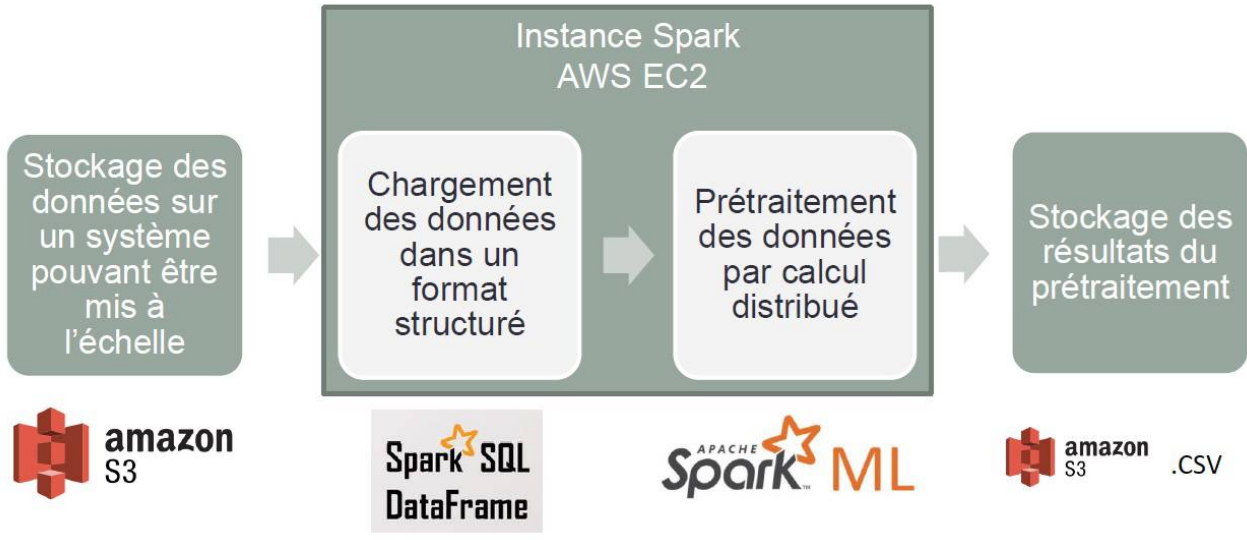 Instance Spark
AWS EC2
Stockage des
données sur
un système
pouvant être
mis à
l'échelle
Chargement
des données
dans un
format
structuré
Prétraitement
des données
par calcul
distribué
Stockage des
résultats du
prétraitement
amazon
S3
Spark SQL
DataFrame
APACHE
Spark™ ML
amazon
S3
.CSV